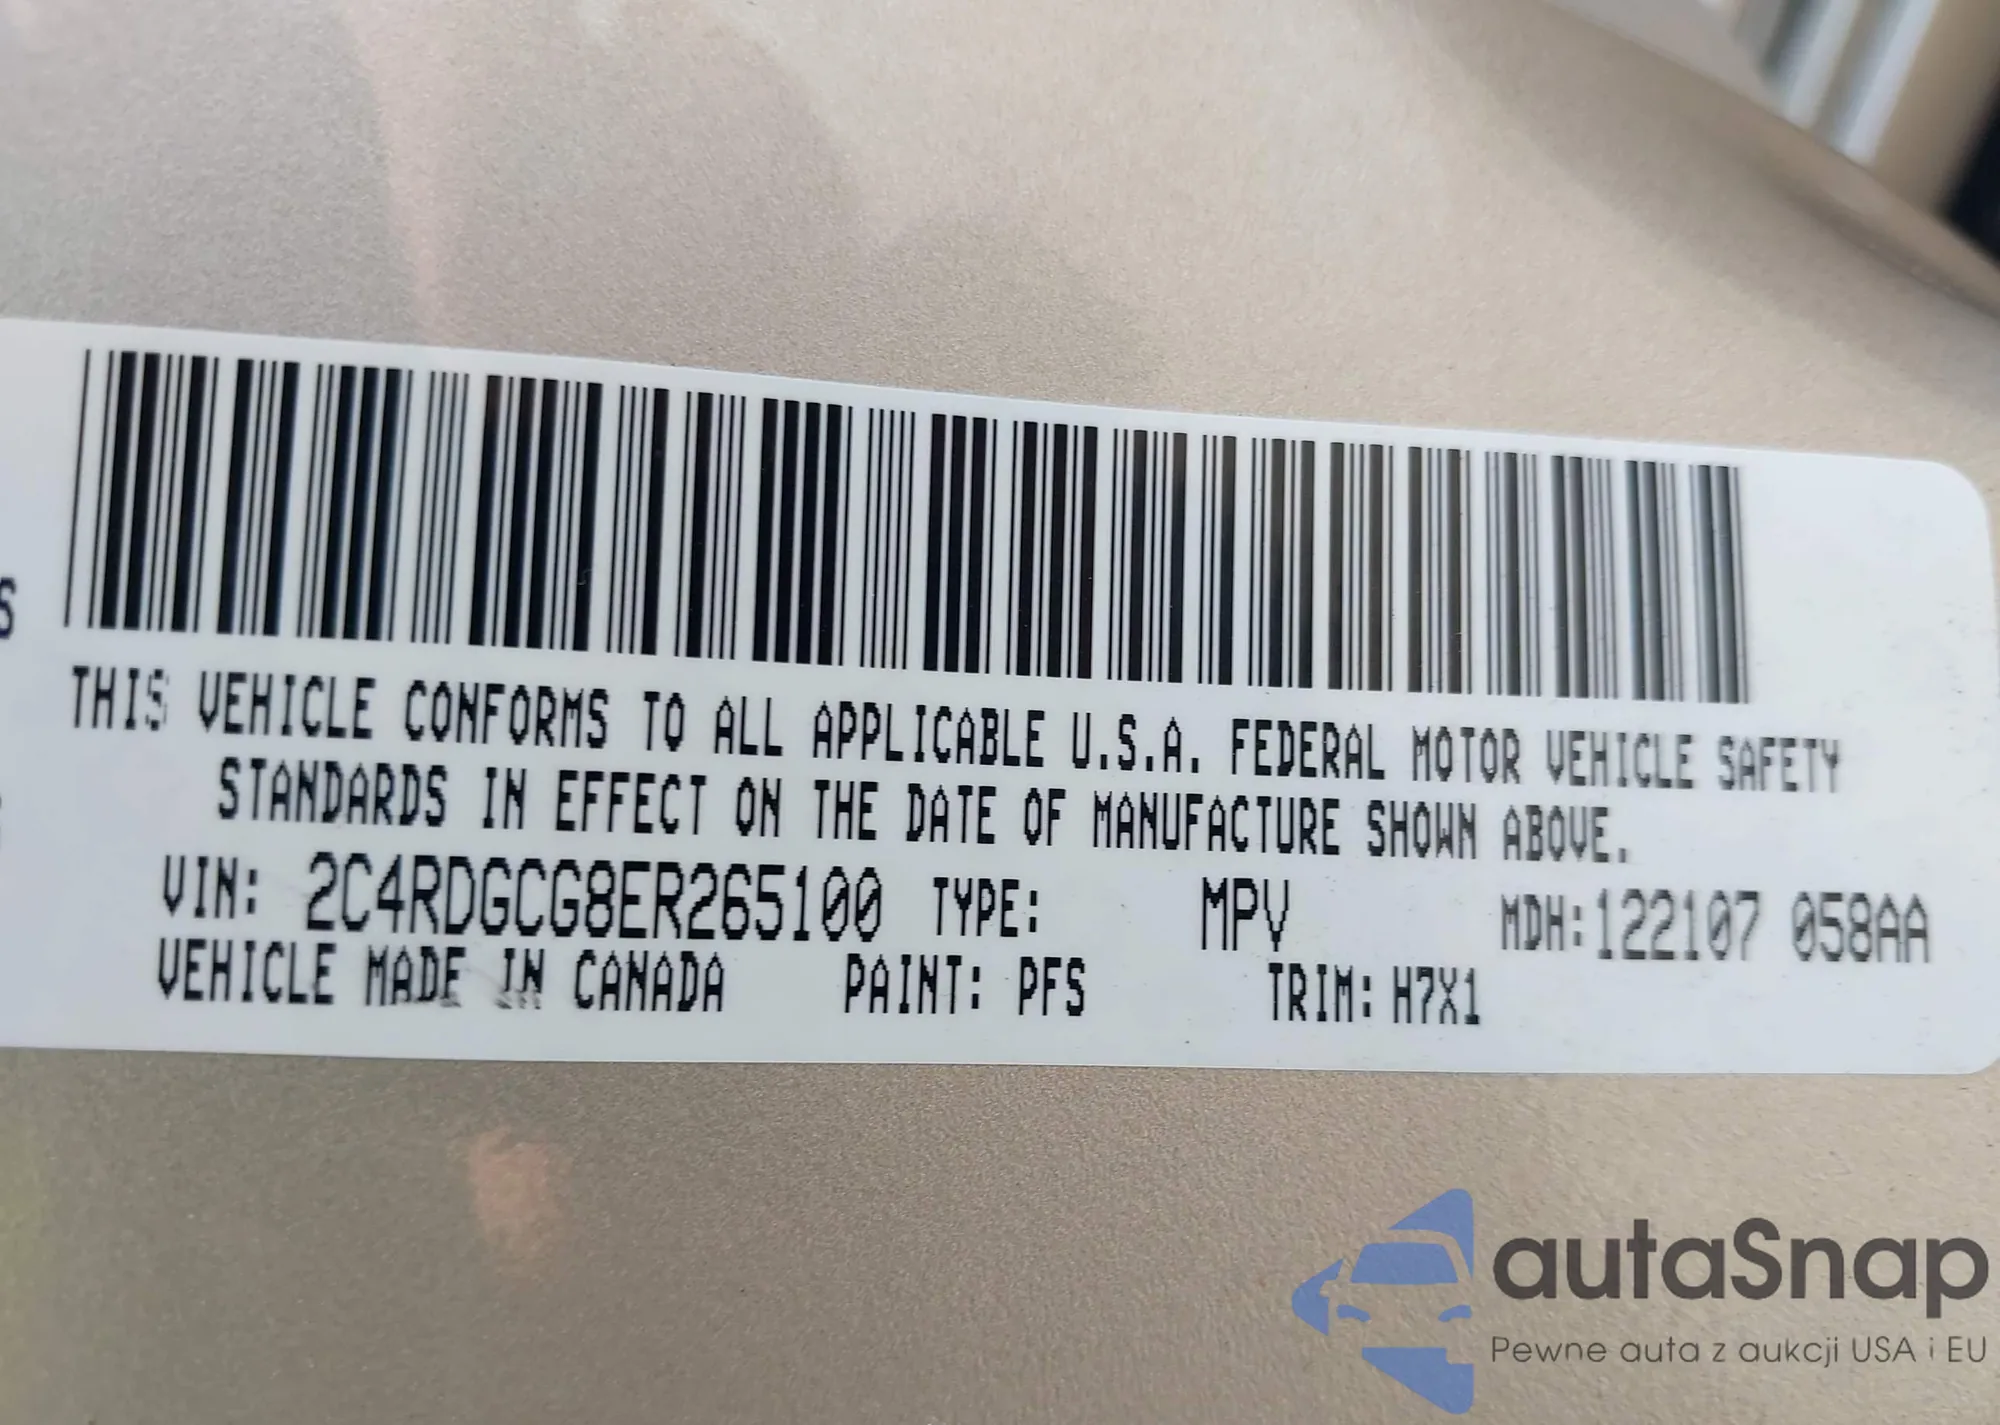 THIS VEHICLE CONFORMS TO ALL APPLICABLE U.S.A. FEDERAL MOTOR VEHICLE SAFETY
STANDARDS IN EFFECT ON THE DATE OF MANUFACTURE SHOWN ABOVE.
VIN: 2C4RDGCG8ER265100 TYPE: MPV MDH:122107 058AA
VEHICLE MADE IN CANADA PAINT: PFS TRIM: H7X1
autaSnap
Pewne auta z aukcji USA i EU